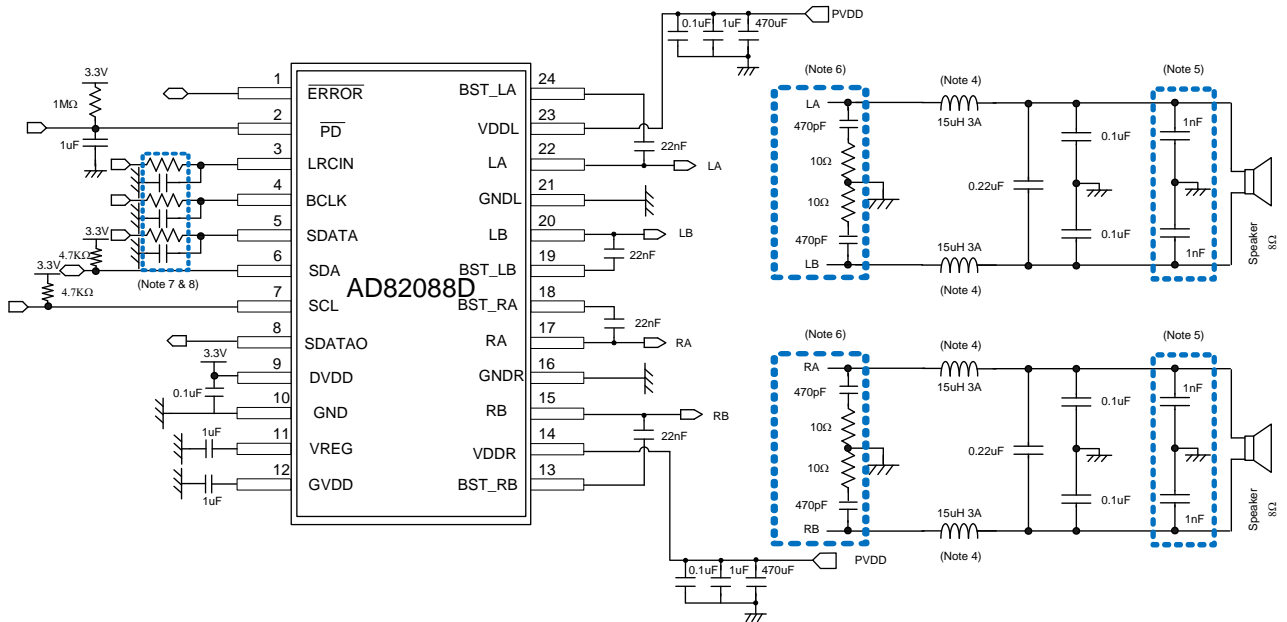 0.1uF 1uF 470uF PVDD
3.3V
1MΩ
1uF
1 ERROR BST_LA 24
2 PD VDDL 23
3 LRCIN LA 22
4 BCLK GNDL 21
5 SDATA LB 20
6 SDA BST_LB 19
7 SCL BST_RA 18
8 SDATAO RA 17
9 DVDD GNDR 16
10 GND RB 15
11 VREG VDDR 14
12 GVDD BST_RB 13
AD82088D
3.3V
4.7KΩ
3.3V
4.7KΩ
(Note 7 & 8)
3.3V
0.1uF
1uF
1uF
22nF
LA
LB
22nF
22nF
RA
RB
22nF
0.1uF 1uF 470uF PVDD
(Note 6) (Note 4) (Note 5)
LA
15uH 3A
470pF
10Ω
10Ω
470pF
LB
0.22uF
0.1uF
0.1uF
1nF
1nF
15uH 3A
(Note 4)
Speaker
8Ω
(Note 6) (Note 4) (Note 5)
RA
15uH 3A
470pF
10Ω
10Ω
470pF
RB
0.22uF
0.1uF
0.1uF
1nF
1nF
15uH 3A
(Note 4)
Speaker
8Ω